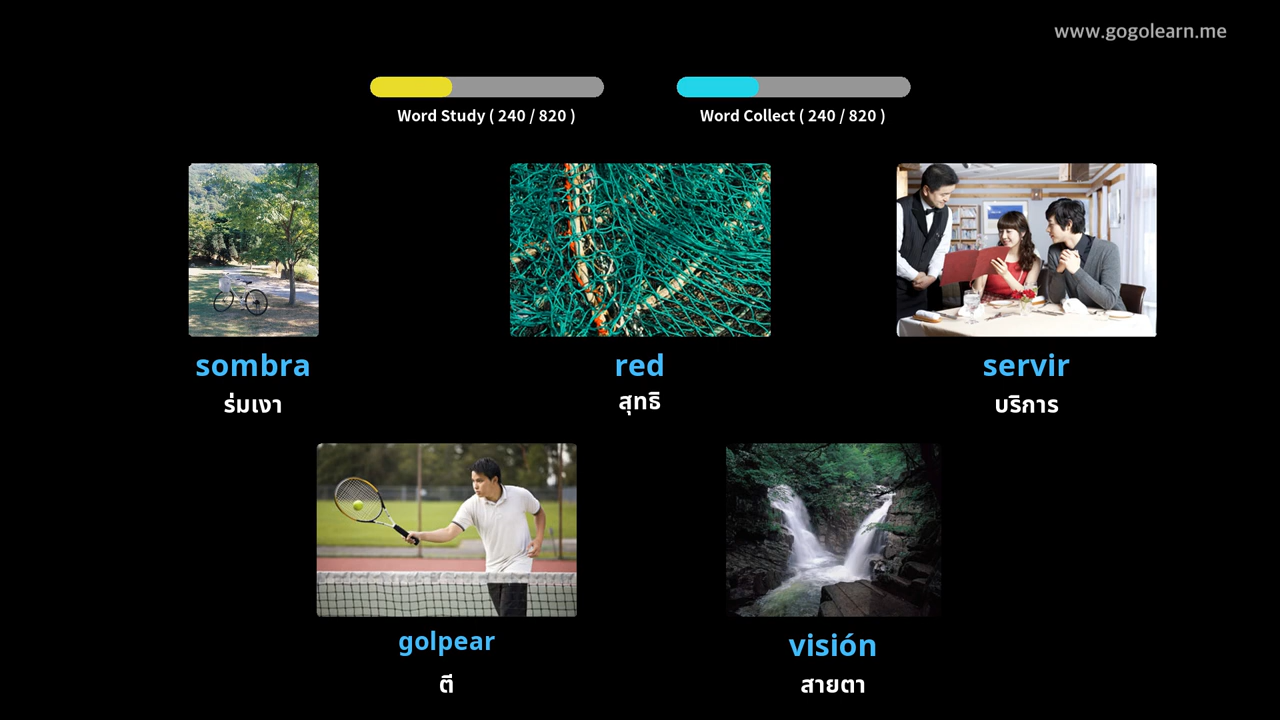 www.gogolearn.me
Word Study ( 240 / 820 )
Word Collect ( 240 / 820 )
sombra
ร่มเงา
red
สุทธิ
servir
บริการ
golpear
ตี
visión
สายตา